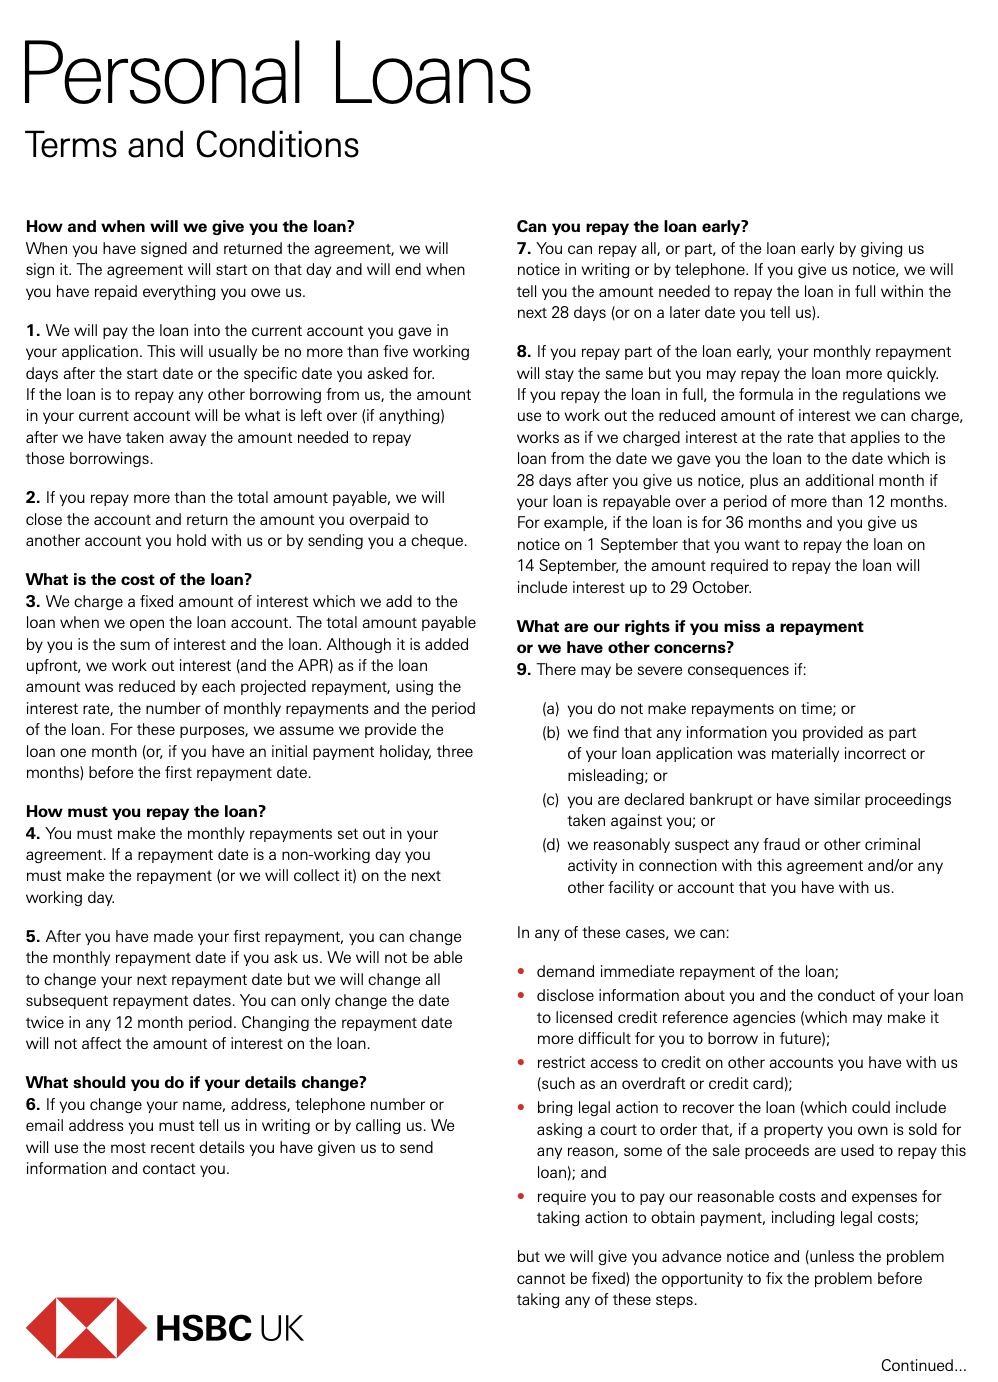 Personal Loans
Terms and Conditions
How and when will we give you the loan?
When you have signed and returned the agreement, we will
sign it. The agreement will start on that day and will end when
you have repaid everything you owe us.
1. We will pay the loan into the current account you gave in
your application. This will usually be no more than five working
days after the start date or the specific date you asked for.
If the loan is to repay any other borrowing from us, the amount
in your current account will be what is left over (if anything)
after we have taken away the amount needed to repay
those borrowings.
2. If you repay more than the total amount payable, we will
close the account and return the amount you overpaid to
another account you hold with us or by sending you a cheque.
What is the cost of the loan?
3. We charge a fixed amount of interest which we add to the
loan when we open the loan account. The total amount payable
by you is the sum of interest and the loan. Although it is added
upfront, we work out interest (and the APR) as if the loan
amount was reduced by each projected repayment, using the
interest rate, the number of monthly repayments and the period
of the loan. For these purposes, we assume we provide the
loan one month (or, if you have an initial payment holiday, three
months) before the first repayment date.
How must you repay the loan?
4. You must make the monthly repayments set out in your
agreement. If a repayment date is a non-working day you
must make the repayment (or we will collect it) on the next
working day.
5. After you have made your first repayment, you can change
the monthly repayment date if you ask us. We will not be able
to change your next repayment date but we will change all
subsequent repayment dates. You can only change the date
twice in any 12 month period. Changing the repayment date
will not affect the amount of interest on the loan.
What should you do if your details change?
6. If you change your name, address, telephone number or
email address you must tell us in writing or by calling us. We
will use the most recent details you have given us to send
information and contact you.
HSBC UK
Can you repay the loan early?
7. You can repay all, or part, of the loan early by giving us
notice in writing or by telephone. If you give us notice, we will
tell you the amount needed to repay the loan in full within the
next 28 days (or on a later date you tell us).
8. If you repay part of the loan early, your monthly repayment
will stay the same but you may repay the loan more quickly.
If you repay the loan in full, the formula in the regulations we
use to work out the reduced amount of interest we can charge,
works as if we charged interest at the rate that applies to the
loan from the date we gave you the loan to the date which is
28 days after you give us notice, plus an additional month if
your loan is repayable over a period of more than 12 months.
For example, if the loan is for 36 months and you give us
notice on 1 September that you want to repay the loan on
14 September, the amount required to repay the loan will
include interest up to 29 October.
What are our rights if you miss a repayment
or we have other concerns?
9. There may be severe consequences if:
(a) you do not make repayments on time; or
(b) we find that any information you provided as part
of your loan application was materially incorrect or
misleading; or
(c) you are declared bankrupt or have similar proceedings
taken against you; or
(d) we reasonably suspect any fraud or other criminal
activity in connection with this agreement and/or any
other facility or account that you have with us.
In any of these cases, we can:
• demand immediate repayment of the loan;
• disclose information about you and the conduct of your loan
to licensed credit reference agencies (which may make it
more difficult for you to borrow in future);
• restrict access to credit on other accounts you have with us
(such as an overdraft or credit card);
• bring legal action to recover the loan (which could include
asking a court to order that, if a property you own is sold for
any reason, some of the sale proceeds are used to repay this
loan); and
• require you to pay our reasonable costs and expenses for
taking action to obtain payment, including legal costs;
but we will give you advance notice and (unless the problem
cannot be fixed) the opportunity to fix the problem before
taking any of these steps.
Continued...